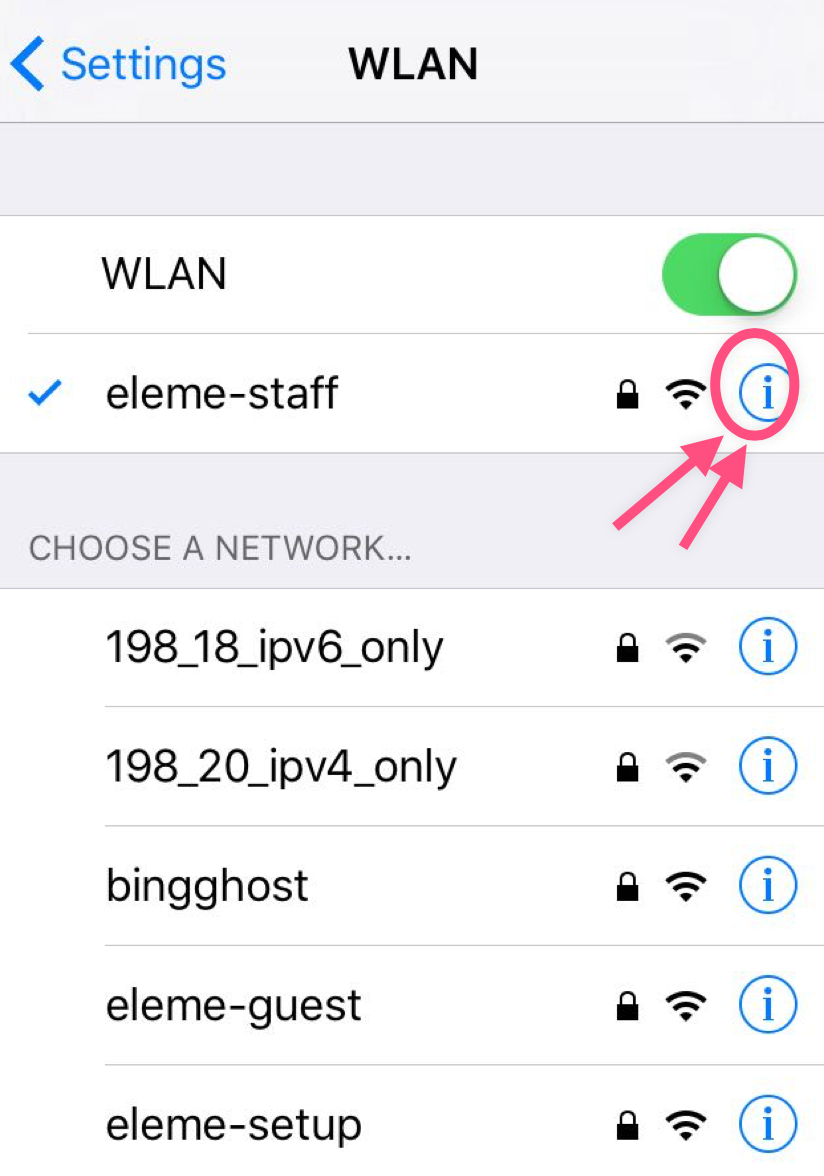 Settings WLAN
WLAN
eleme-staff
CHOOSE A NETWORK...
198_18_ipv6_only
198_20_ipv4_only
bingghost
eleme-guest
eleme-setup